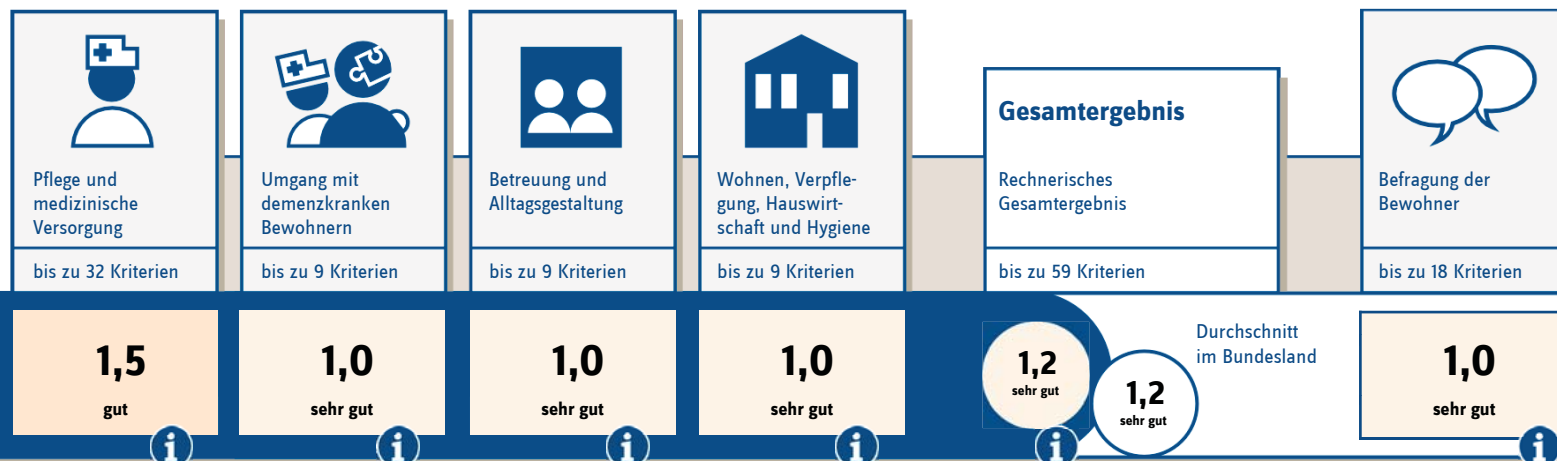 Pflege und
medizinische
Versorgung
bis zu 32 Kriterien
1,5
gut
Umgang mit
demenzkranken
Bewohnern
bis zu 9 Kriterien
1,0
sehr gut
Betreuung und
Alltagsgestaltung
bis zu 9 Kriterien
1,0
sehr gut
Wohnen, Verpfle-
gung, Hauswirt-
schaft und Hygiene
bis zu 9 Kriterien
1,0
sehr gut
Gesamtergebnis
Rechnerisches
Gesamtergebnis
bis zu 59 Kriterien
1,2
sehr gut
Durchschnitt
im Bundesland
1,2
sehr gut
Befragung der
Bewohner
bis zu 18 Kriterien
1,0
sehr gut